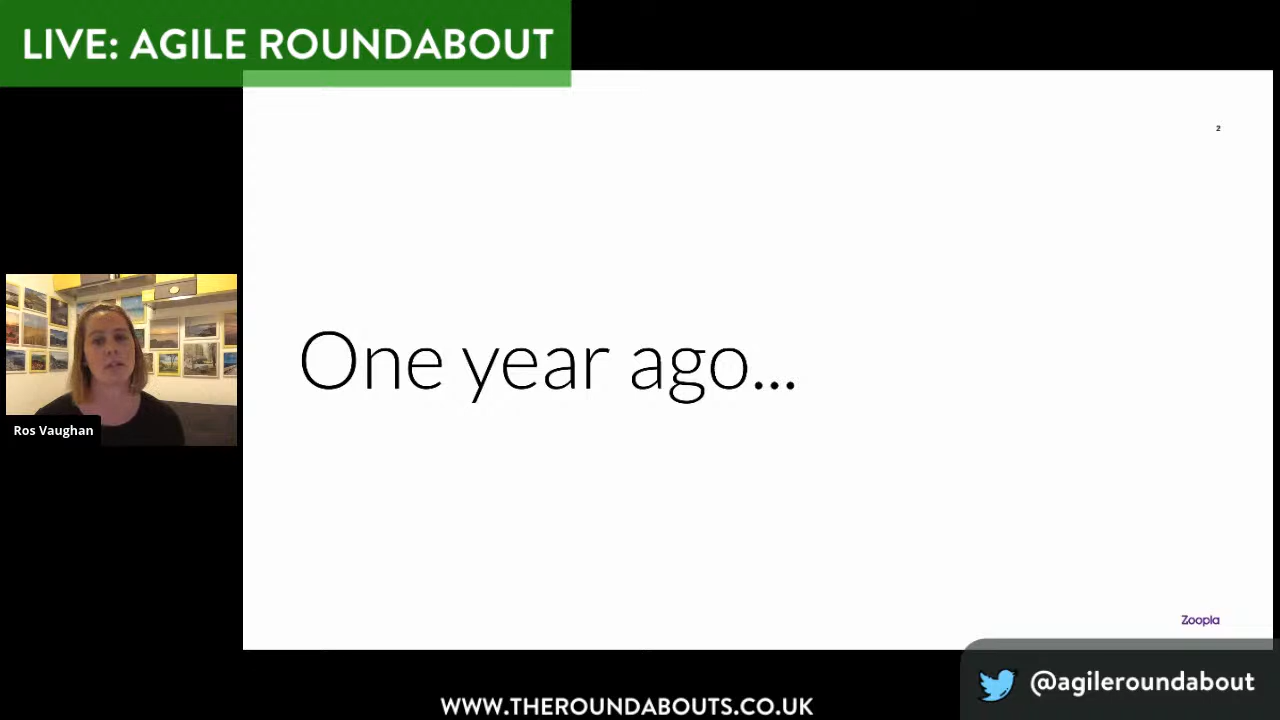 LIVE: AGILE ROUNDABOUT
2
One year ago...
Ros Vaughan
Zoopla
@agileroundabout
WWW.THEROUNDABOUTS.CO.UK